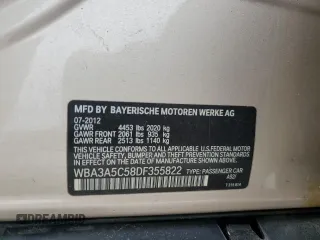 MFD BY BAYERISCHE MOTOREN WERKE AG
07-2012
GVWR 4453 lbs 2020 kg
GAWR FRONT 2061 lbs 935 kg
GAWR REAR 2513 lbs 1140 kg
THIS VEHICLE CONFORMS TO ALL APPLICABLE U.S. FEDERAL MOTOR
VEHICLE SAFETY, BUMPER, AND THEFT PREVENTION STANDARDS IN
EFFECT ON THE DATE OF MANUFACTURE SHOWN ABOVE.
WBA3A5C58DF355822 TYPE: PASSENGER CAR